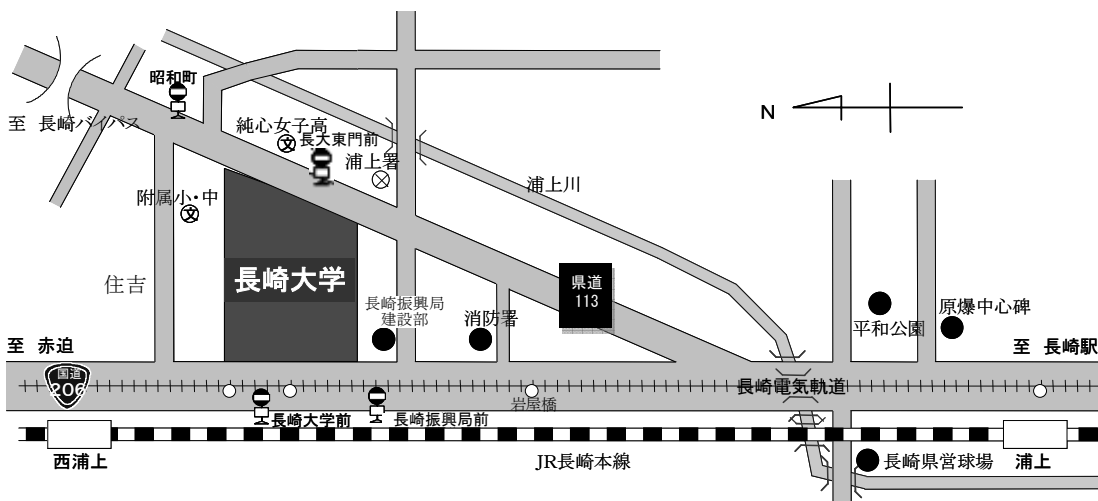 昭和町
至 長崎バイパス
純心女子高
文
長大東門前
浦上署
N
浦上川
附属小・中
文
住吉
長崎大学
県道
113
長崎振興局
建設部
消防署
平和公園
原爆中心碑
至 赤迫
至 長崎駅
国道
206
長崎電気軌道
岩屋橋
長崎大学前
長崎振興局前
西浦上
JR長崎本線
長崎県営球場
浦上